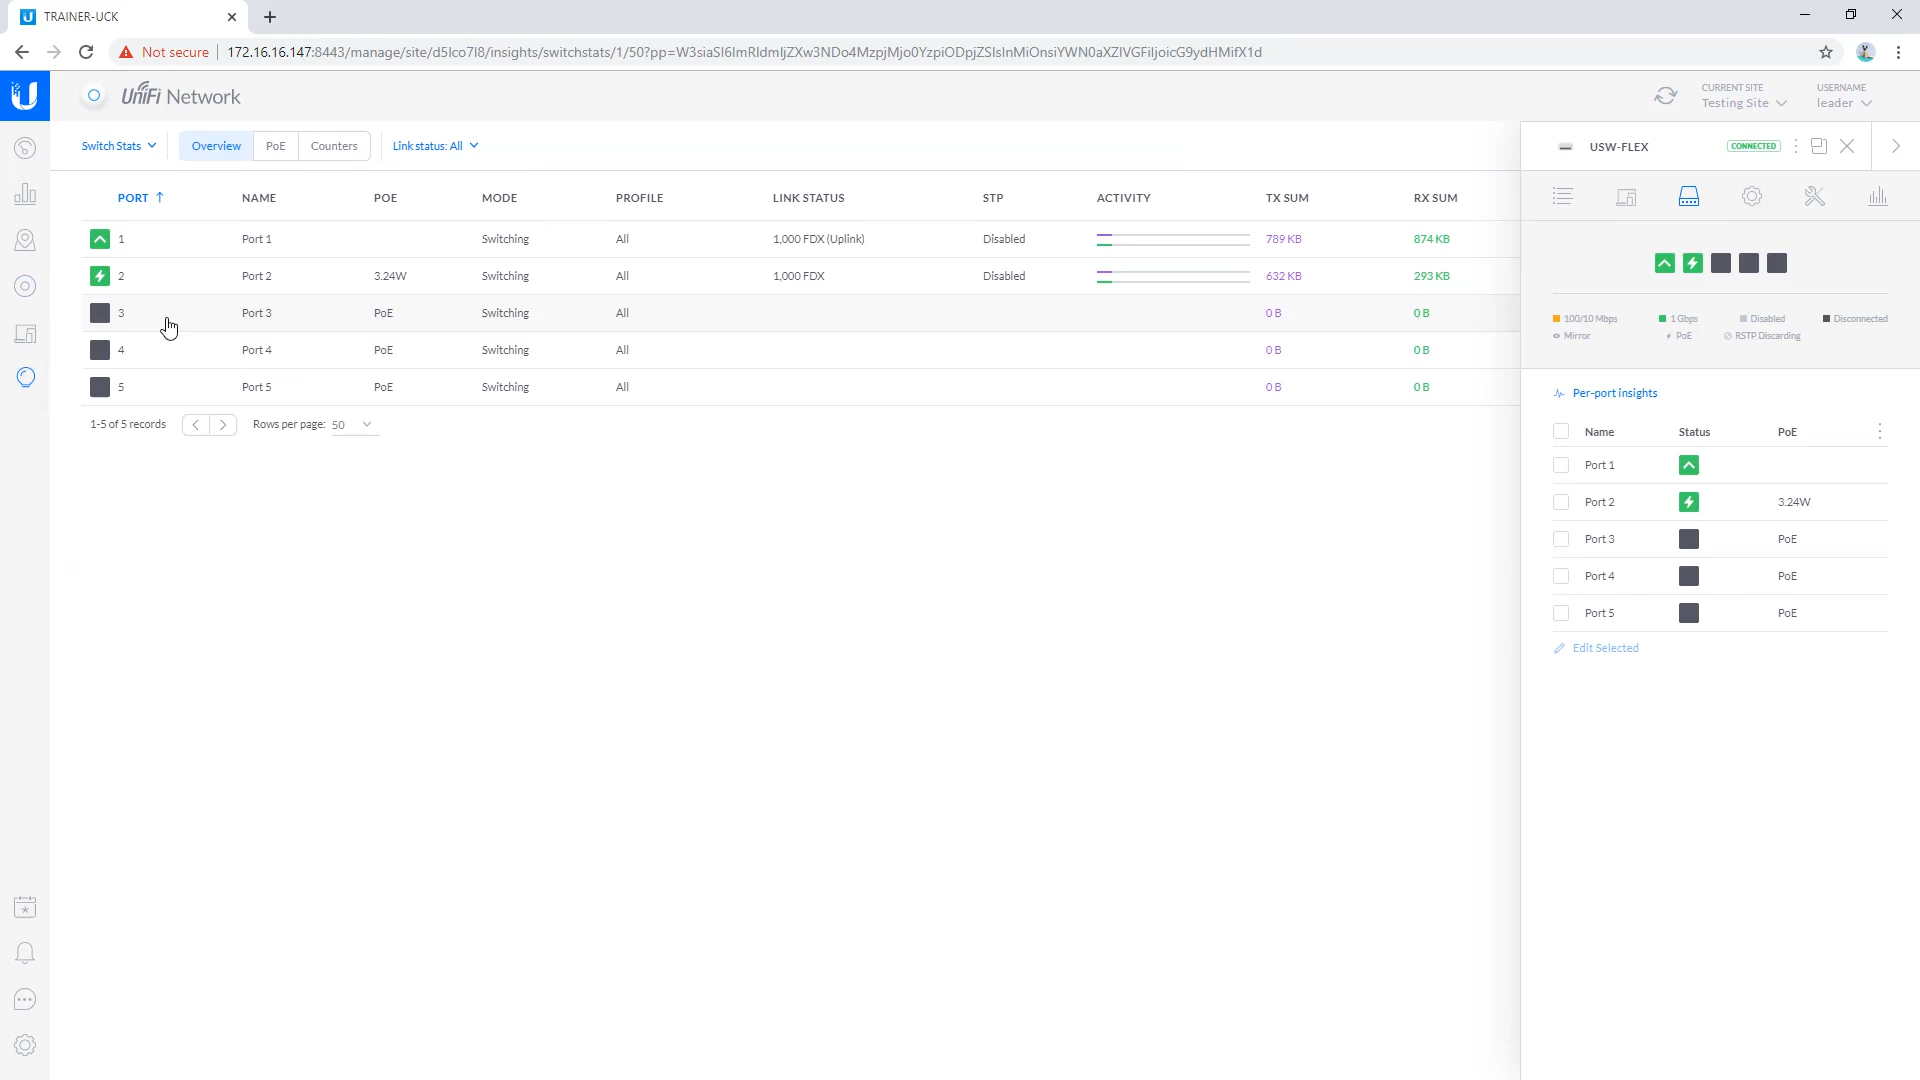 TRAINER-UCK
Not secure
172.16.16.147:8443/manage/site/d5lco7l8/insights/switchstats/1/50?pp=W3siaSI6ImRldmljZXw3NDo4MzpjMjo0YzpiODpjZSIsInMiOnsiYWN0aXZlVGFiIjoicG9ydHMifX1d
UniFi Network
CURRENT SITE
Testing Site
USERNAME
leader
Switch Stats
Overview
PoE
Counters
Link status: All
PORT NAME POE MODE PROFILE LINK STATUS STP ACTIVITY TX SUM RX SUM
1 Port 1 Switching All 1,000 FDX (Uplink) Disabled 789 KB 874 KB
2 Port 2 3.24W Switching All 1,000 FDX Disabled 632 KB 293 KB
3 Port 3 PoE Switching All 0 B 0 B
4 Port 4 PoE Switching All 0 B 0 B
5 Port 5 PoE Switching All 0 B 0 B
1-5 of 5 records
Rows per page: 50
USW-FLEX
CONNECTED
100/10 Mbps 1 Gbps Disabled Disconnected
Mirror PoE RSTP Discarding
Per-port insights
Name Status PoE
Port 1
Port 2 3.24W
Port 3 PoE
Port 4 PoE
Port 5 PoE
Edit Selected